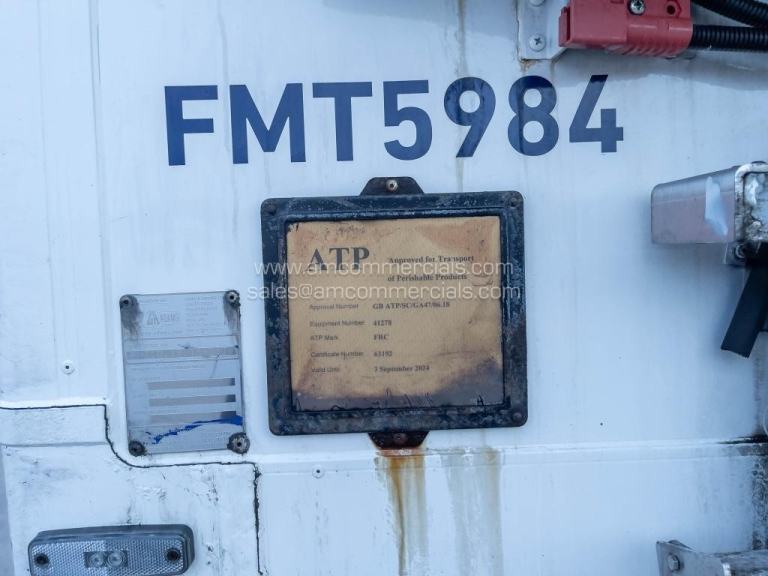 FMT5984
ATP
Approved for Transport
of Perishable Products
www.amcommercials.com
sales@amcommercials.com
Approval Number GB ATP/SC/GA47/06.18
Equipment Number 41278
ATP Mark FRC
Certificate Number 63192
Valid Until 3 September 2024